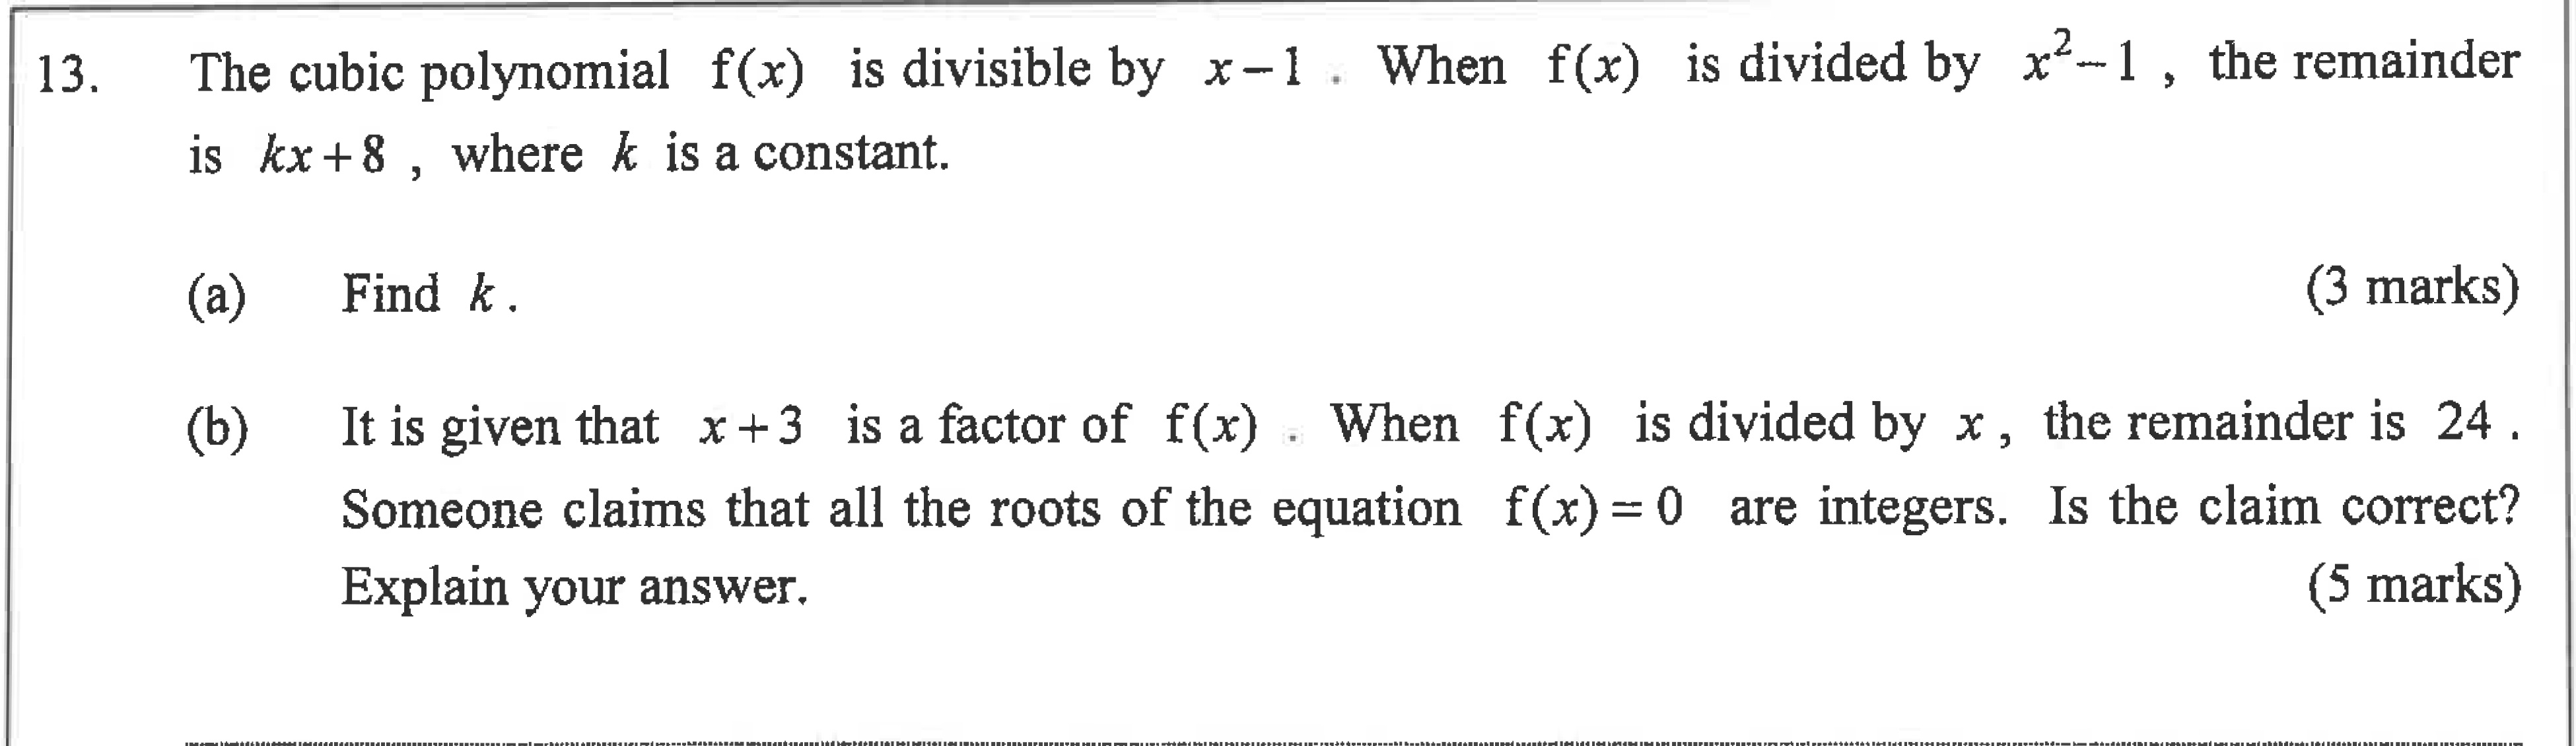 13. The cubic polynomial f(x) is divisible by x−1 . When f(x) is divided by x²−1 , the remainder
is kx+8 , where k is a constant.
(a) Find k . (3 marks)
(b) It is given that x+3 is a factor of f(x) . When f(x) is divided by x , the remainder is 24 .
Someone claims that all the roots of the equation f(x)=0 are integers. Is the claim correct?
Explain your answer. (5 marks)